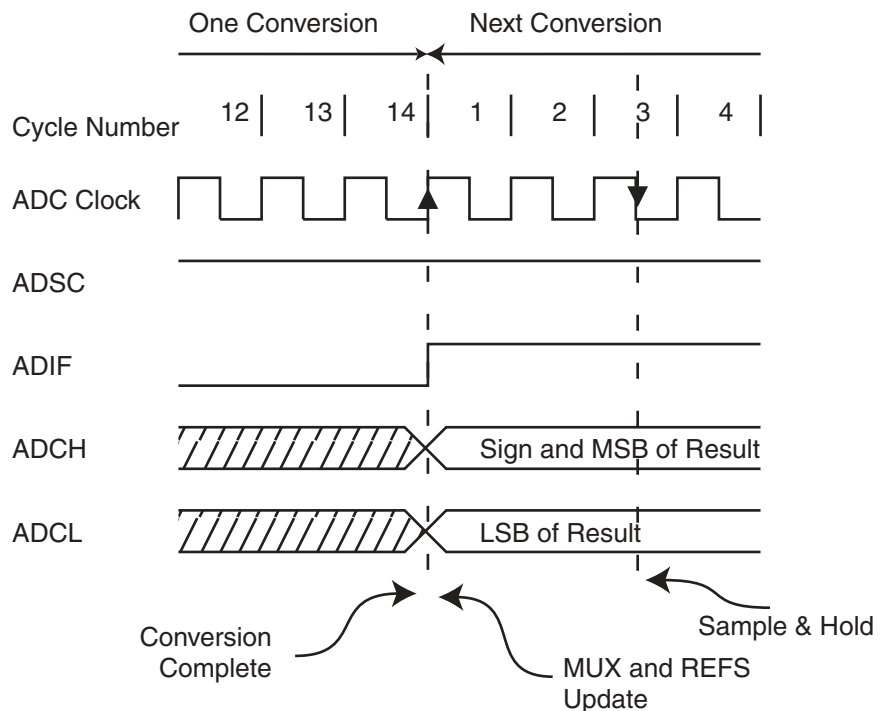 One Conversion Next Conversion
Cycle Number 12 13 14 1 2 3 4
ADC Clock
ADSC
ADIF
ADCH Sign and MSB of Result
ADCL LSB of Result
Conversion
Complete
MUX and REFS
Update
Sample & Hold